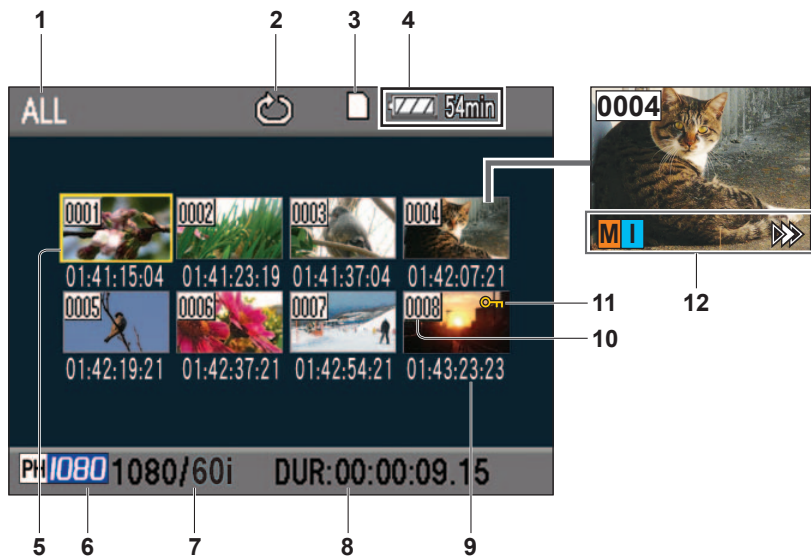 1 2 3 4
ALL 54min
0004
M I
12
0001 0002 0003 0004
01:41:15:04 01:41:23:19 01:41:37:04 01:42:07:21
0005 0006 0007 0008
01:42:19:21 01:42:37:21 01:42:54:21 01:43:23:23
11
10
PH 1080 1080/60i DUR:00:00:09.15
5 6 7 8 9